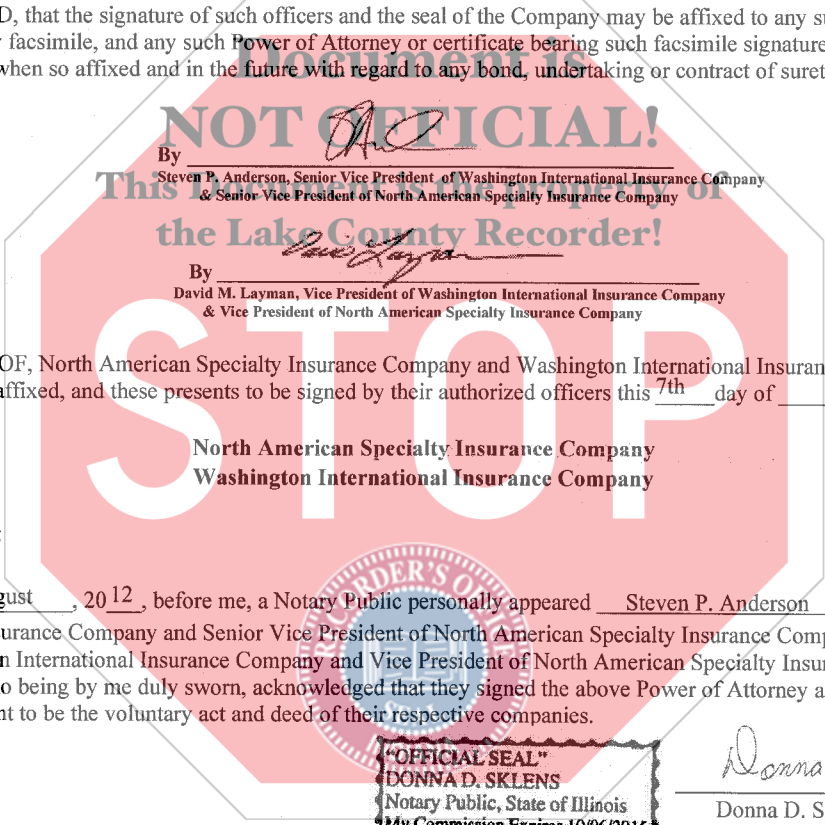 D, that the signature of such officers and the seal of the Company may be affixed to any su
facsimile, and any such Power of Attorney or certificate bearing such facsimile signature
when so affixed and in the future with regard to any bond, undertaking or contract of suret
Document is
NOT OFFICIAL!
This Document is the property of
the Lake County Recorder!
By
Steven P. Anderson, Senior Vice President of Washington International Insurance Company
& Senior Vice President of North American Specialty Insurance Company
By
David M. Layman, Vice President of Washington International Insurance Company
& Vice President of North American Specialty Insurance Company
STOP
OF, North American Specialty Insurance Company and Washington International Insuran
affixed, and these presents to be signed by their authorized officers this 7th day of
North American Specialty Insurance Company
Washington International Insurance Company
gust, 2012, before me, a Notary Public personally appeared Steven P. Anderson
urance Company and Senior Vice President of North American Specialty Insurance Comp
n International Insurance Company and Vice President of North American Specialty Insur
o being by me duly sworn, acknowledged that they signed the above Power of Attorney a
nt to be the voluntary act and deed of their respective companies.
RECORDER'S OFFICE
SEAL
"OFFICIAL SEAL"
DONNA D. SKLENS
Notary Public, State of Illinois
My Commission Expires
Donna
Donna D. S